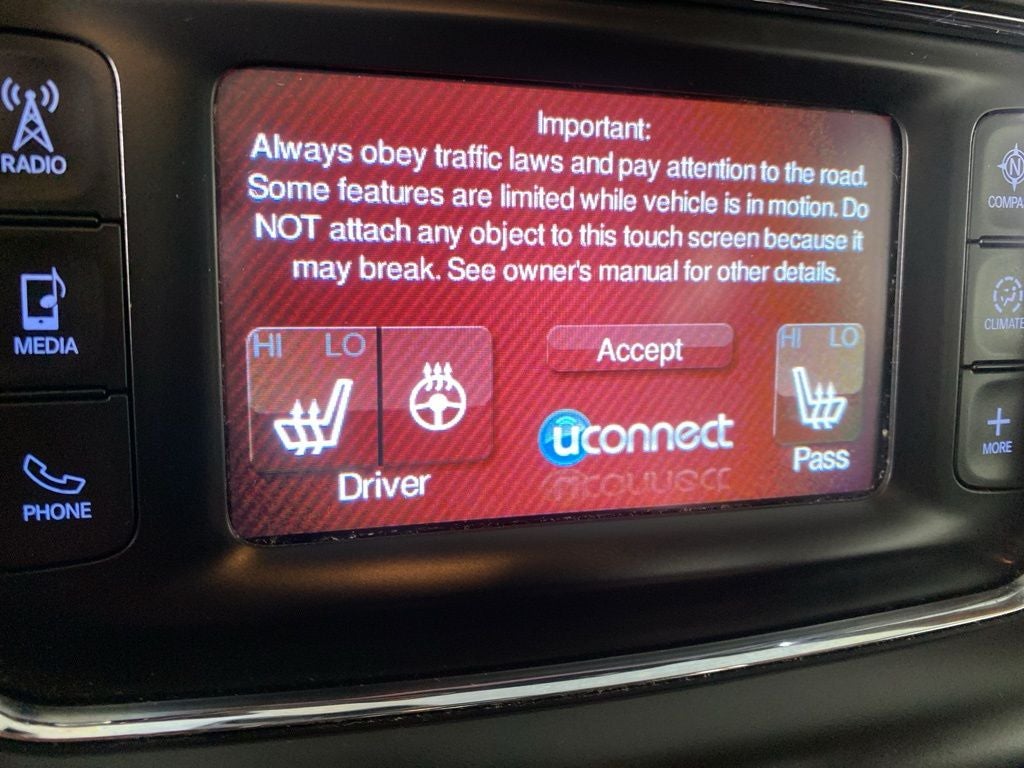 RADIO
MEDIA
PHONE
Important:
Always obey traffic laws and pay attention to the road.
Some features are limited while vehicle is in motion. Do
NOT attach any object to this touch screen because it
may break. See owner's manual for other details.
HI LO
Driver
Accept
uconnect
HI LO
Pass
N
COMPA
CLIMATE
MORE